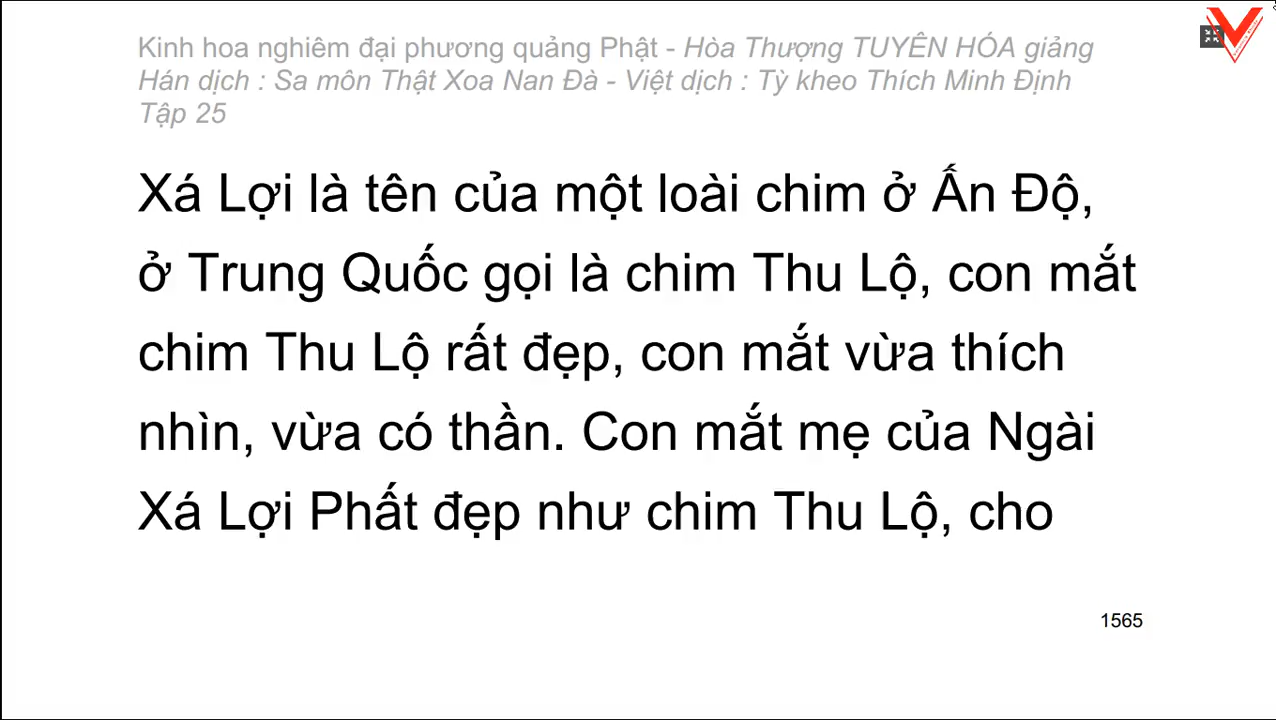 Kinh hoa nghiêm đại phương quảng Phật - Hòa Thượng TUYÊN HÓA giảng
Hán dịch : Sa môn Thật Xoa Nan Đà - Việt dịch : Tỳ kheo Thích Minh Định
Tập 25
Xá Lợi là tên của một loài chim ở Ấn Độ,
ở Trung Quốc gọi là chim Thu Lộ, con mắt
chim Thu Lộ rất đẹp, con mắt vừa thích
nhìn, vừa có thần. Con mắt mẹ của Ngài
Xá Lợi Phất đẹp như chim Thu Lộ, cho
1565